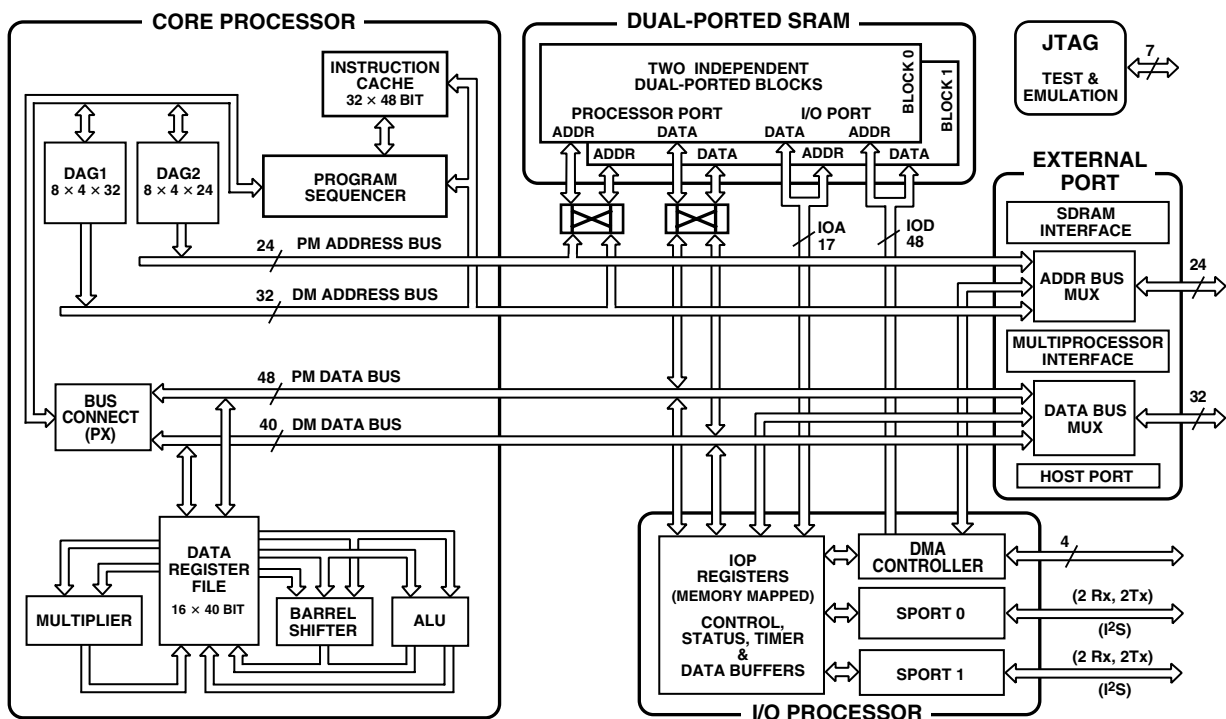 CORE PROCESSOR
INSTRUCTION
CACHE
32 × 48 BIT
DAG1
8 × 4 × 32
DAG2
8 × 4 × 24
PROGRAM
SEQUENCER
24
PM ADDRESS BUS
32
DM ADDRESS BUS
48
PM DATA BUS
40
DM DATA BUS
BUS
CONNECT
(PX)
DATA
REGISTER
FILE
16 × 40 BIT
MULTIPLIER
BARREL
SHIFTER
ALU
DUAL-PORTED SRAM
TWO INDEPENDENT
DUAL-PORTED BLOCKS
BLOCK 0
BLOCK 1
PROCESSOR PORT
I/O PORT
ADDR
DATA
DATA
ADDR
ADDR
DATA
ADDR
DATA
IOA
17
IOD
48
JTAG
TEST &
EMULATION
7
EXTERNAL
PORT
SDRAM
INTERFACE
ADDR BUS
MUX
24
MULTIPROCESSOR
INTERFACE
DATA BUS
MUX
32
HOST PORT
IOP
REGISTERS
(MEMORY MAPPED)
CONTROL,
STATUS, TIMER
&
DATA BUFFERS
DMA
CONTROLLER
4
SPORT 0
(2 Rx, 2Tx)
(I²S)
SPORT 1
(2 Rx, 2Tx)
(I²S)
I/O PROCESSOR